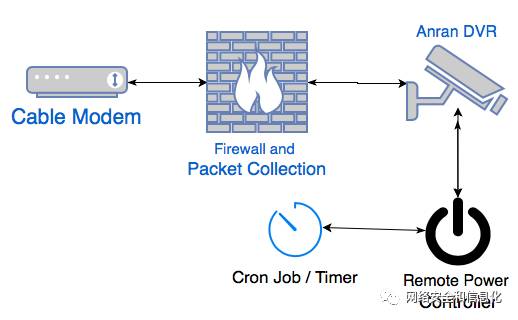 Anran DVR
Cable Modem
Firewall and
Packet Collection
Cron Job / Timer
Remote Power
Controller
网络安全和信息化